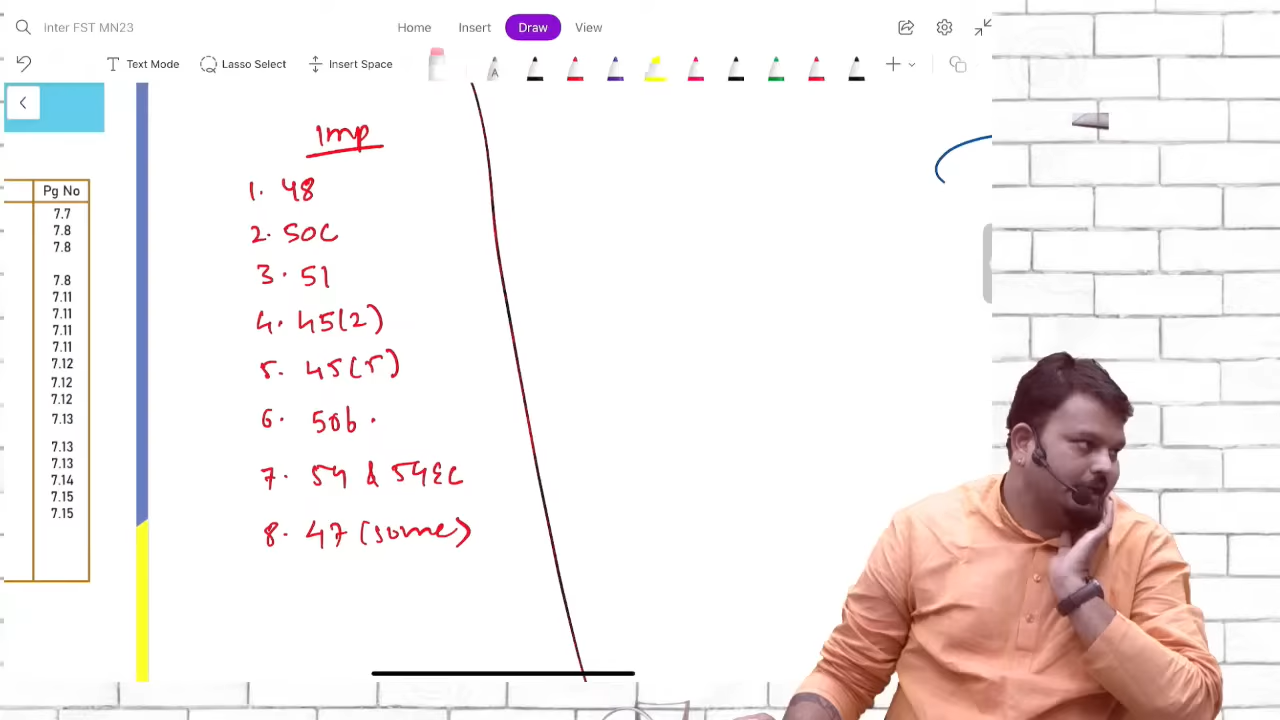 inter FST MN23
Home Insert Draw View
Text Mode Lasso Select Insert Space
A
Pg No
7.7
7.8
7.8
7.8
7.11
7.11
7.11
7.11
7.12
7.12
7.12
7.13
7.13
7.13
7.14
7.15
7.15
Imp
1. 48
2. 50C
3. 51
4. 45(2)
5. 45(5)
6. 50b.
7. 54 & 54EC
8. 47 (some)